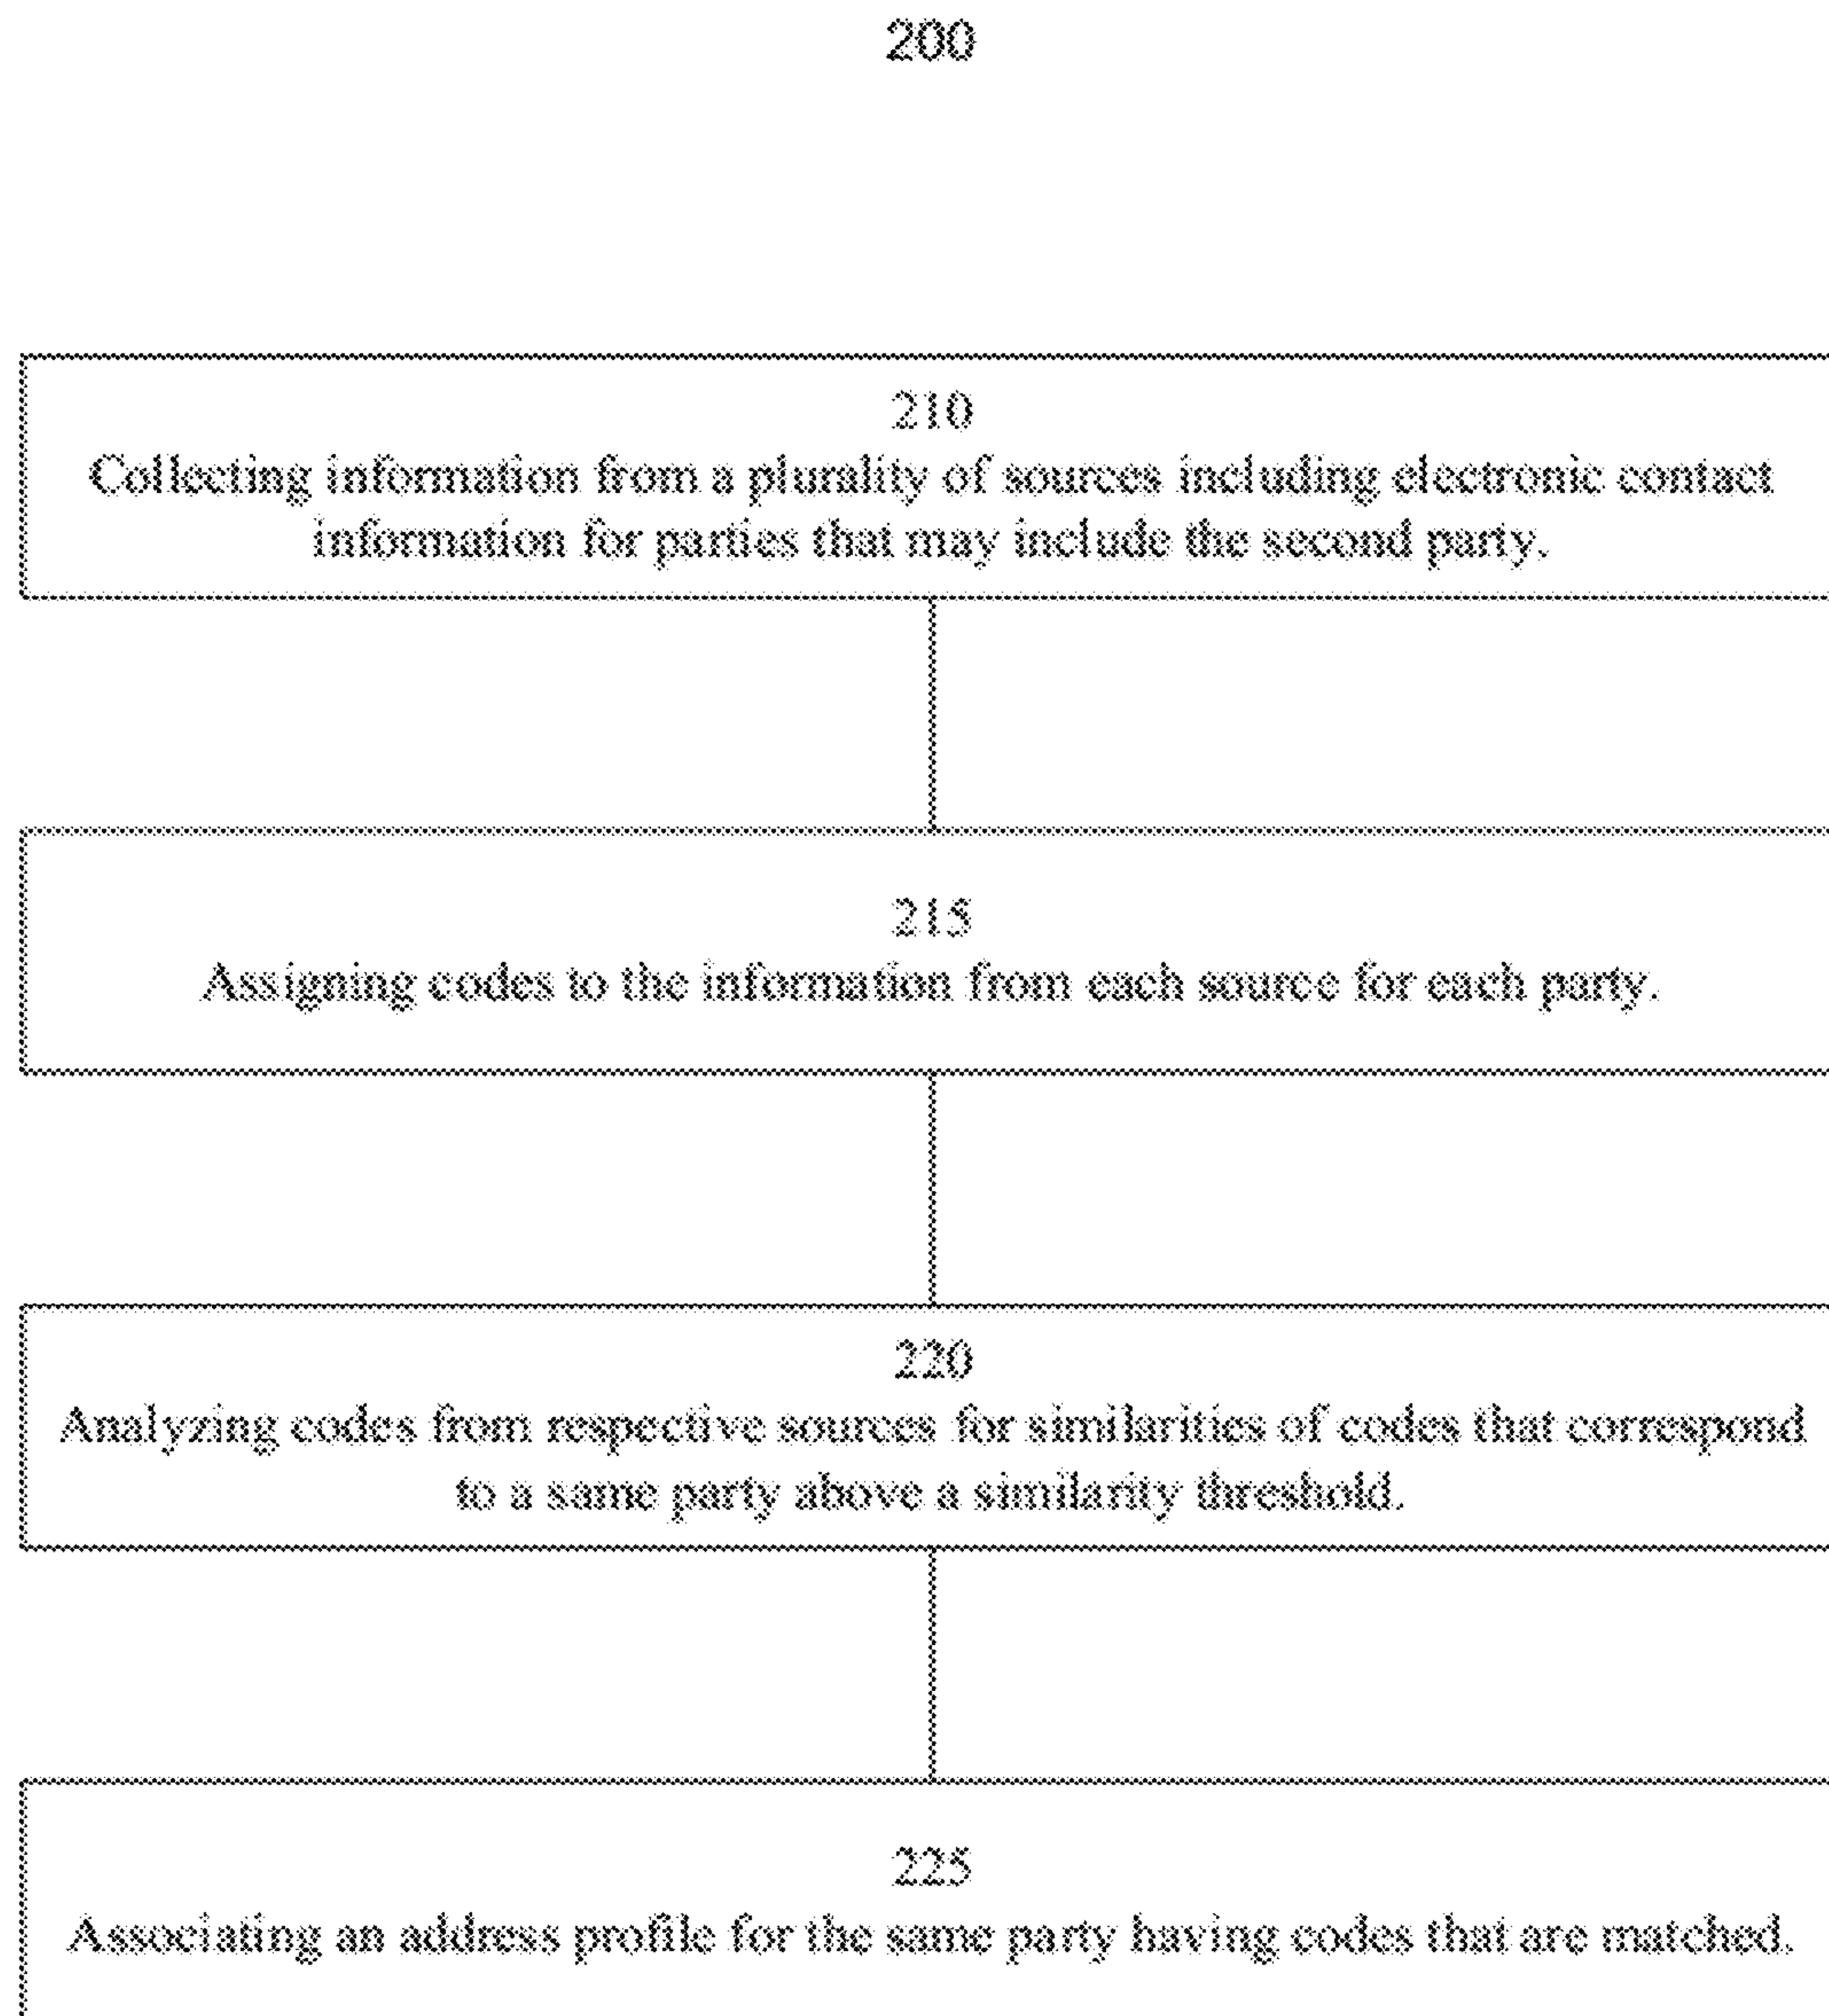 200
210
Collecting information from a plurality of sources including electronic contact
information for parties that may include the second party.
215
Assigning codes to the information from each source for each party.
220
Analyzing codes from respective sources for similarities of codes that correspond
to a same party above a similarity threshold.
225
Associating an address profile for the same party having codes that are matched.